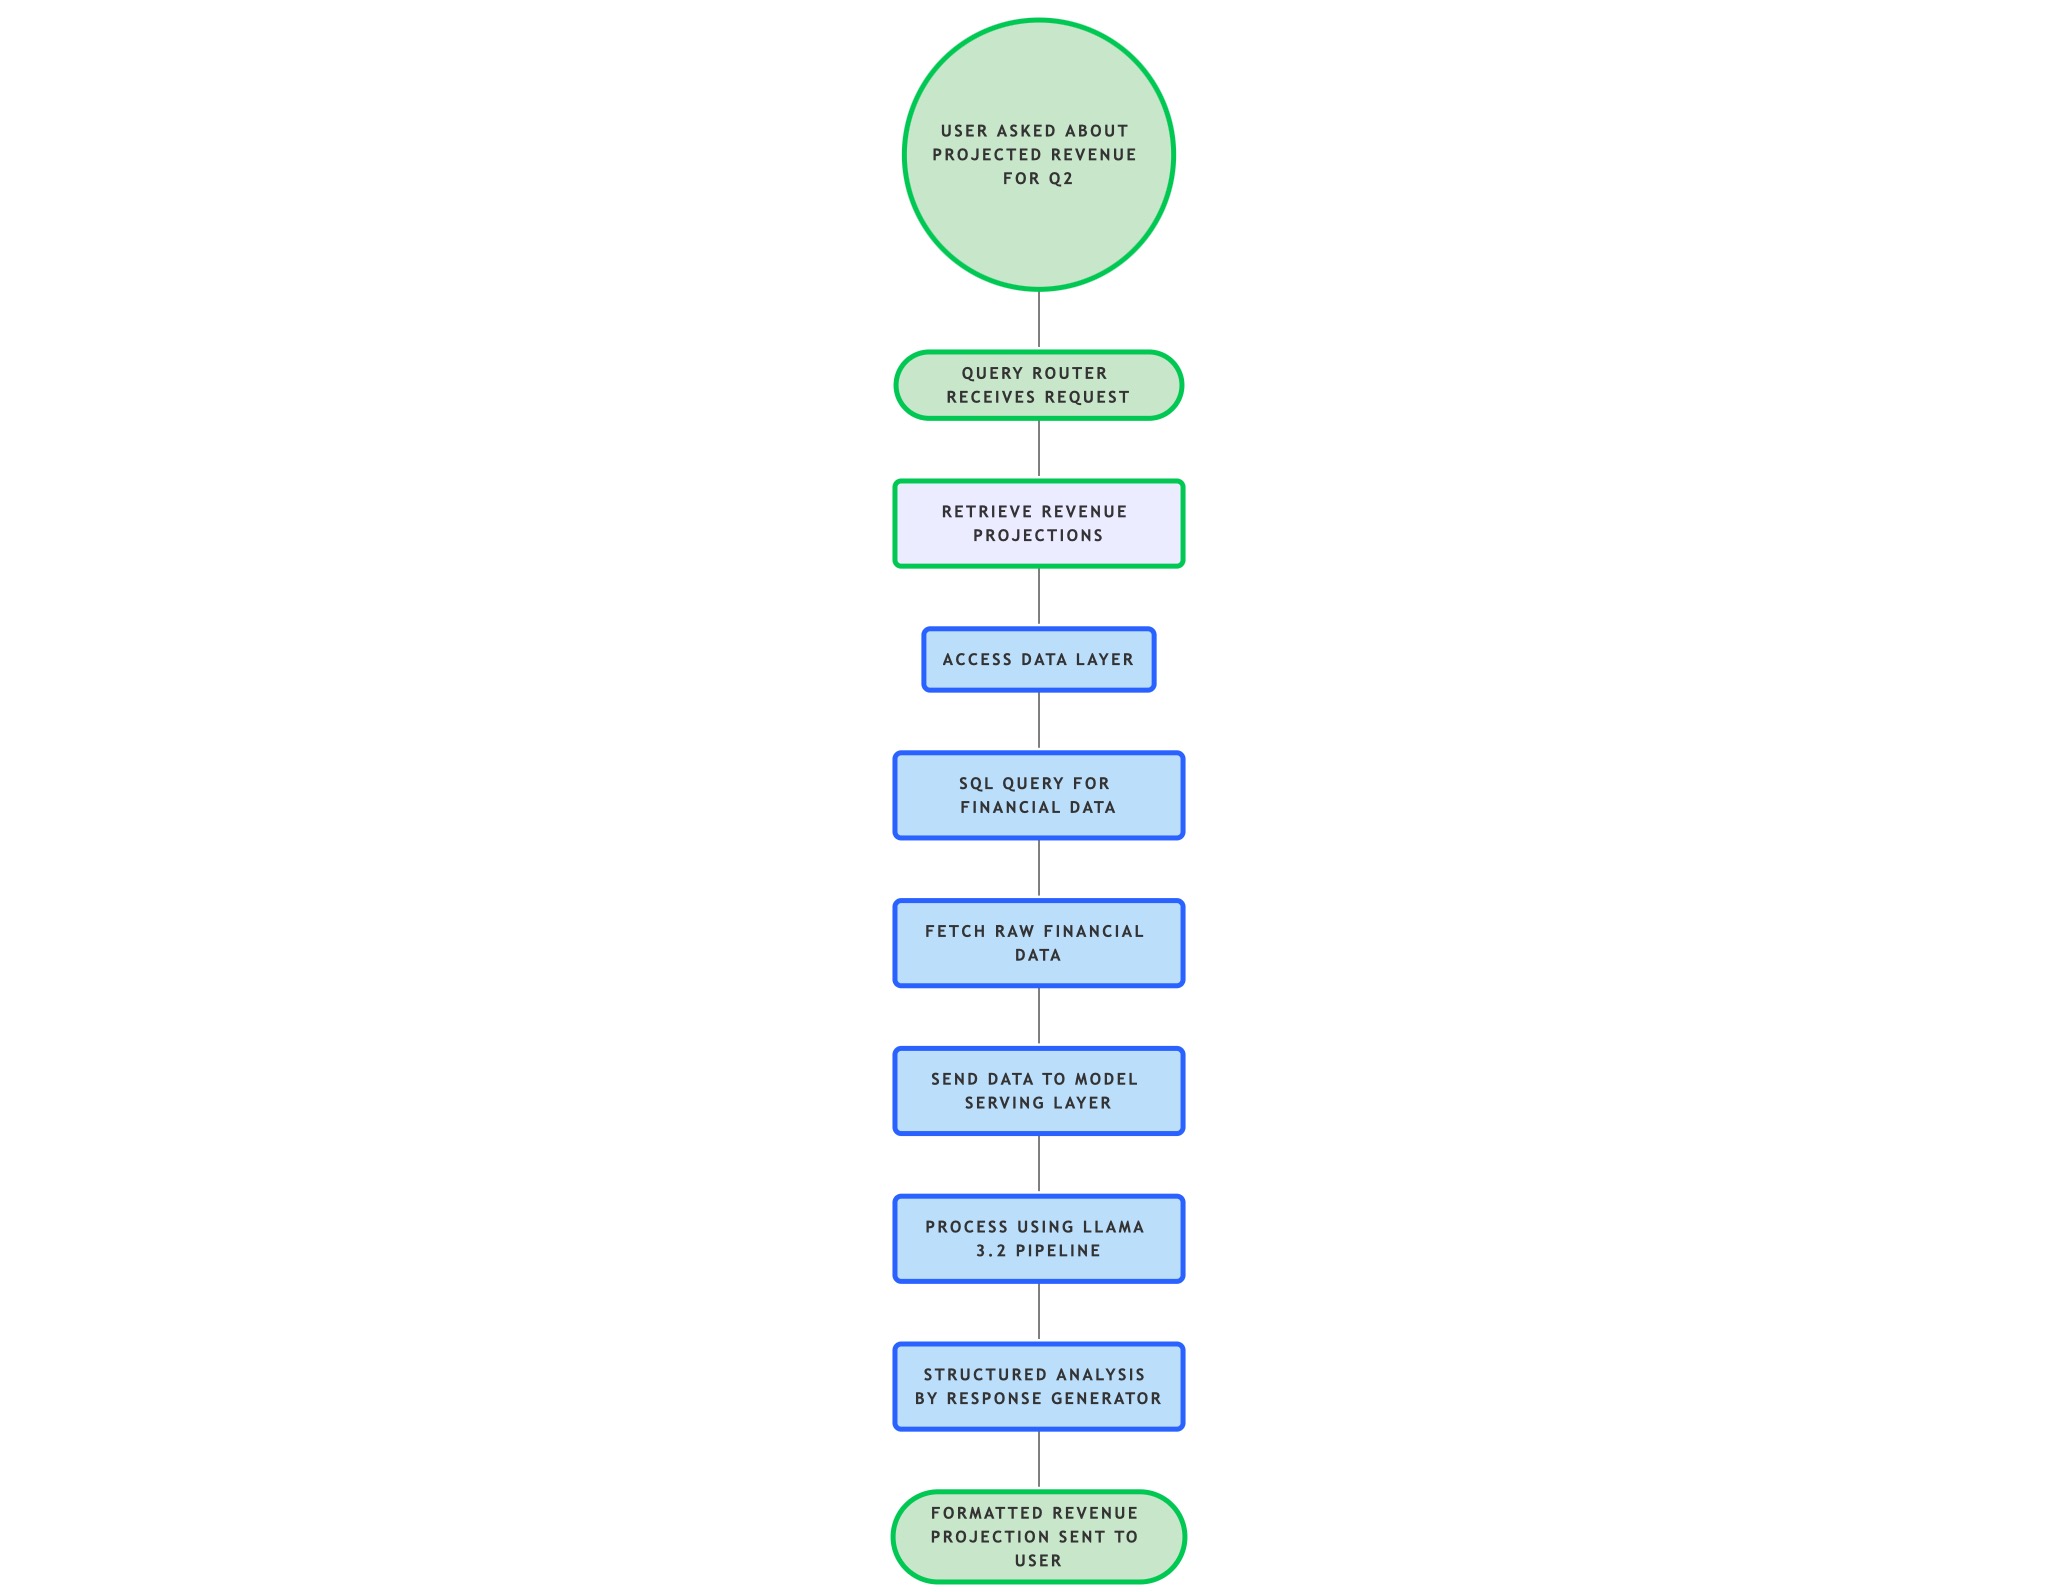 USER ASKED ABOUT
PROJECTED REVENUE
FOR Q2
QUERY ROUTER
RECEIVES REQUEST
RETRIEVE REVENUE
PROJECTIONS
ACCESS DATA LAYER
SQL QUERY FOR
FINANCIAL DATA
FETCH RAW FINANCIAL
DATA
SEND DATA TO MODEL
SERVING LAYER
PROCESS USING LLAMA
3.2 PIPELINE
STRUCTURED ANALYSIS
BY RESPONSE GENERATOR
FORMATTED REVENUE
PROJECTION SENT TO
USER